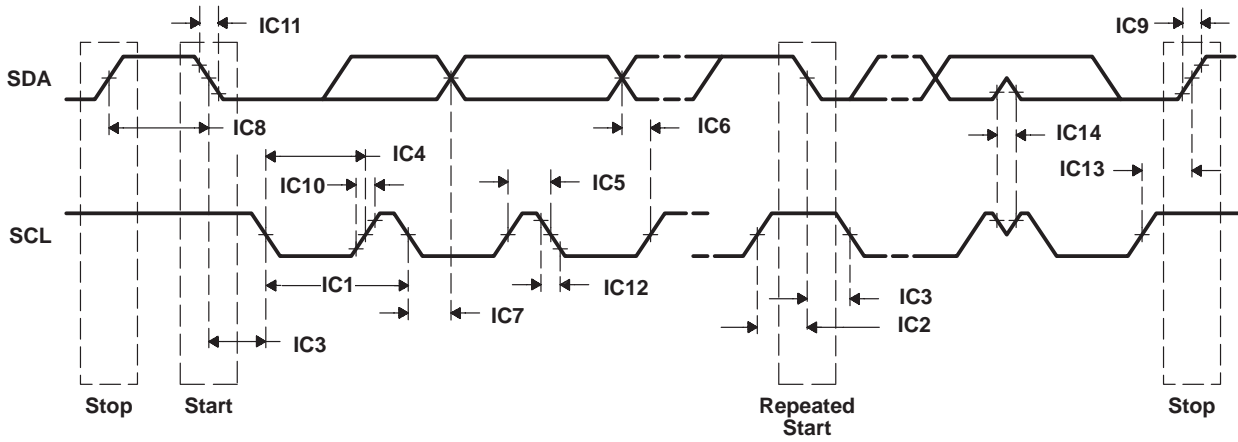 IC11
IC9
SDA
IC8
IC6
IC14
IC4
IC10
IC5
IC13
SCL
IC1
IC12
IC7
IC3
IC2
IC3
Stop
Start
Repeated
Start
Stop